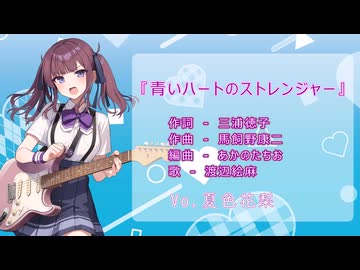 『青いハートのストレンジャー』
作詞 - 三浦徳子
作曲 - 馬飼野康二
編曲 - あかのたちお
歌 - 渡辺絵麻
Vo.夏色花梨